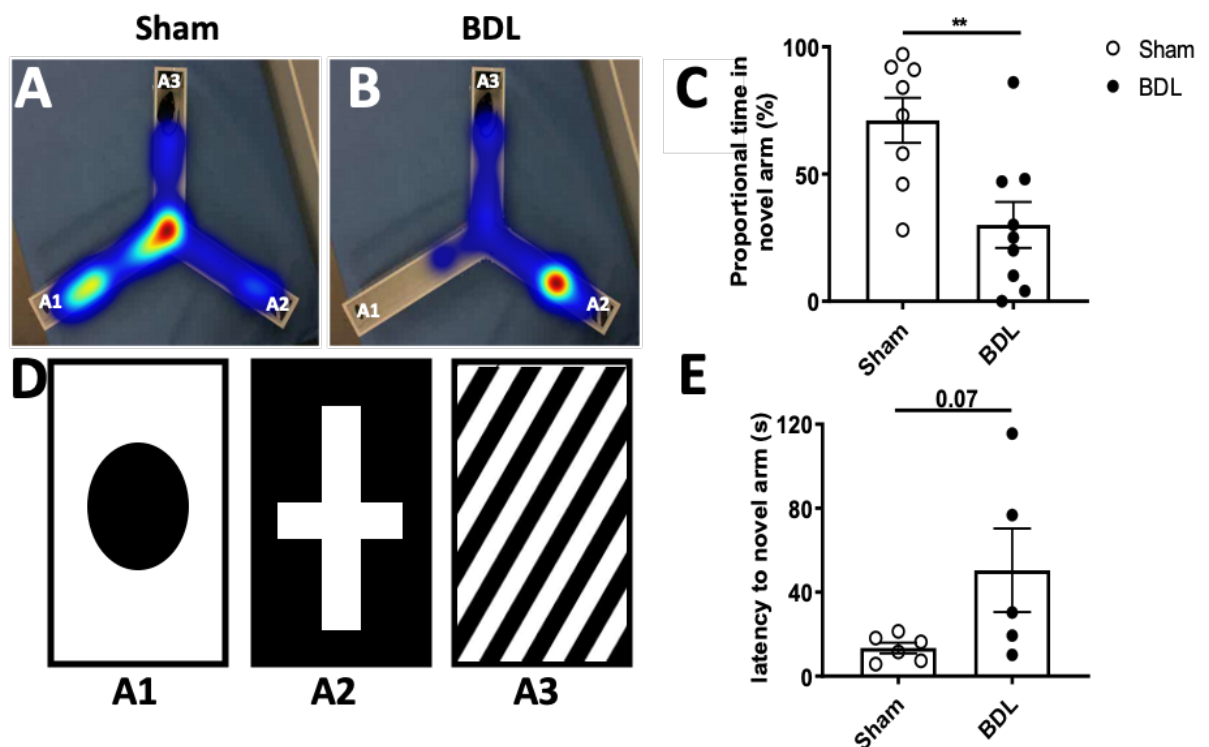 Sham
BDL
A
A3
A1
A2
B
A3
A1
A2
C
Proportional time in
novel arm (%)
100
50
0
**
Sham
BDL
Sham
BDL
D
A1
A2
A3
E
latency to novel arm (s)
120
80
40
0
0.07
Sham
BDL